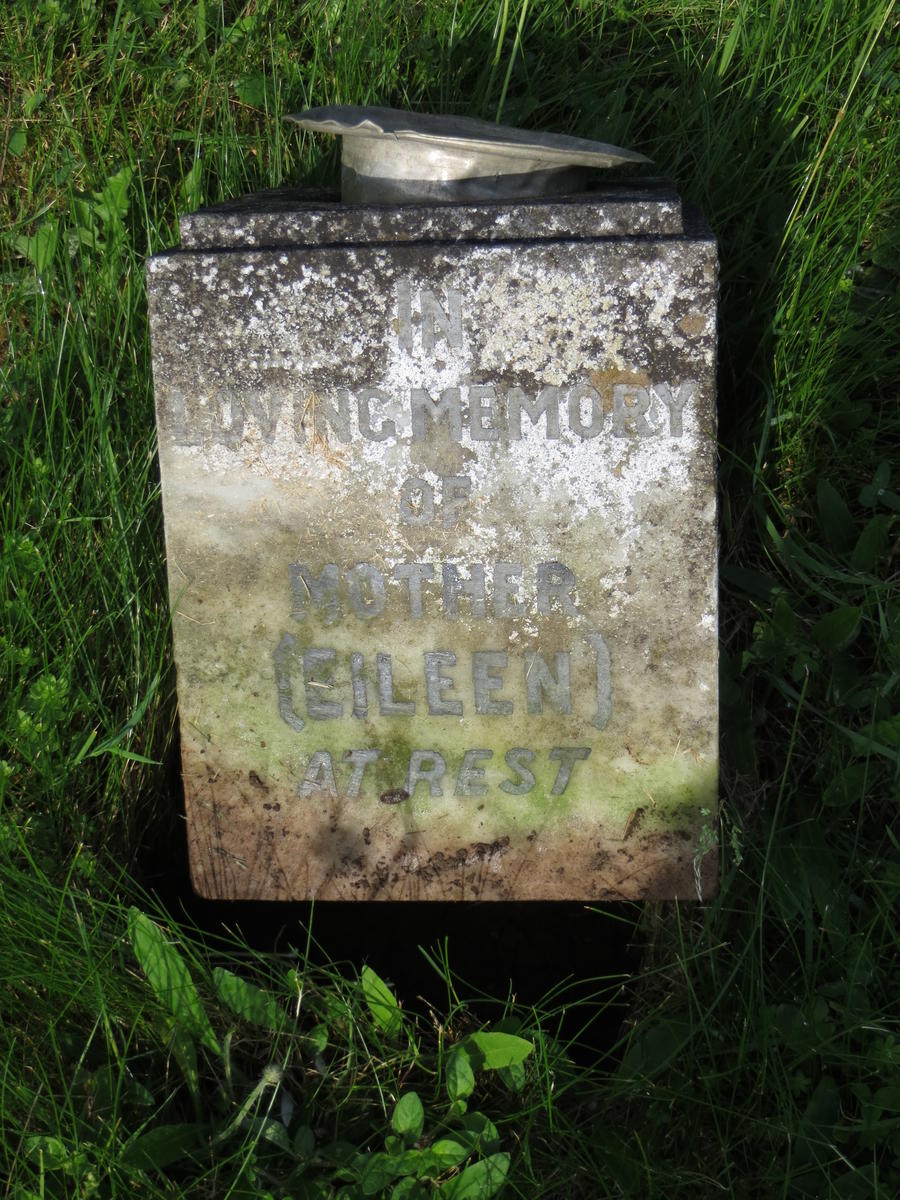 IN
LOVING MEMORY
OF
MOTHER
(EILEEN)
AT REST